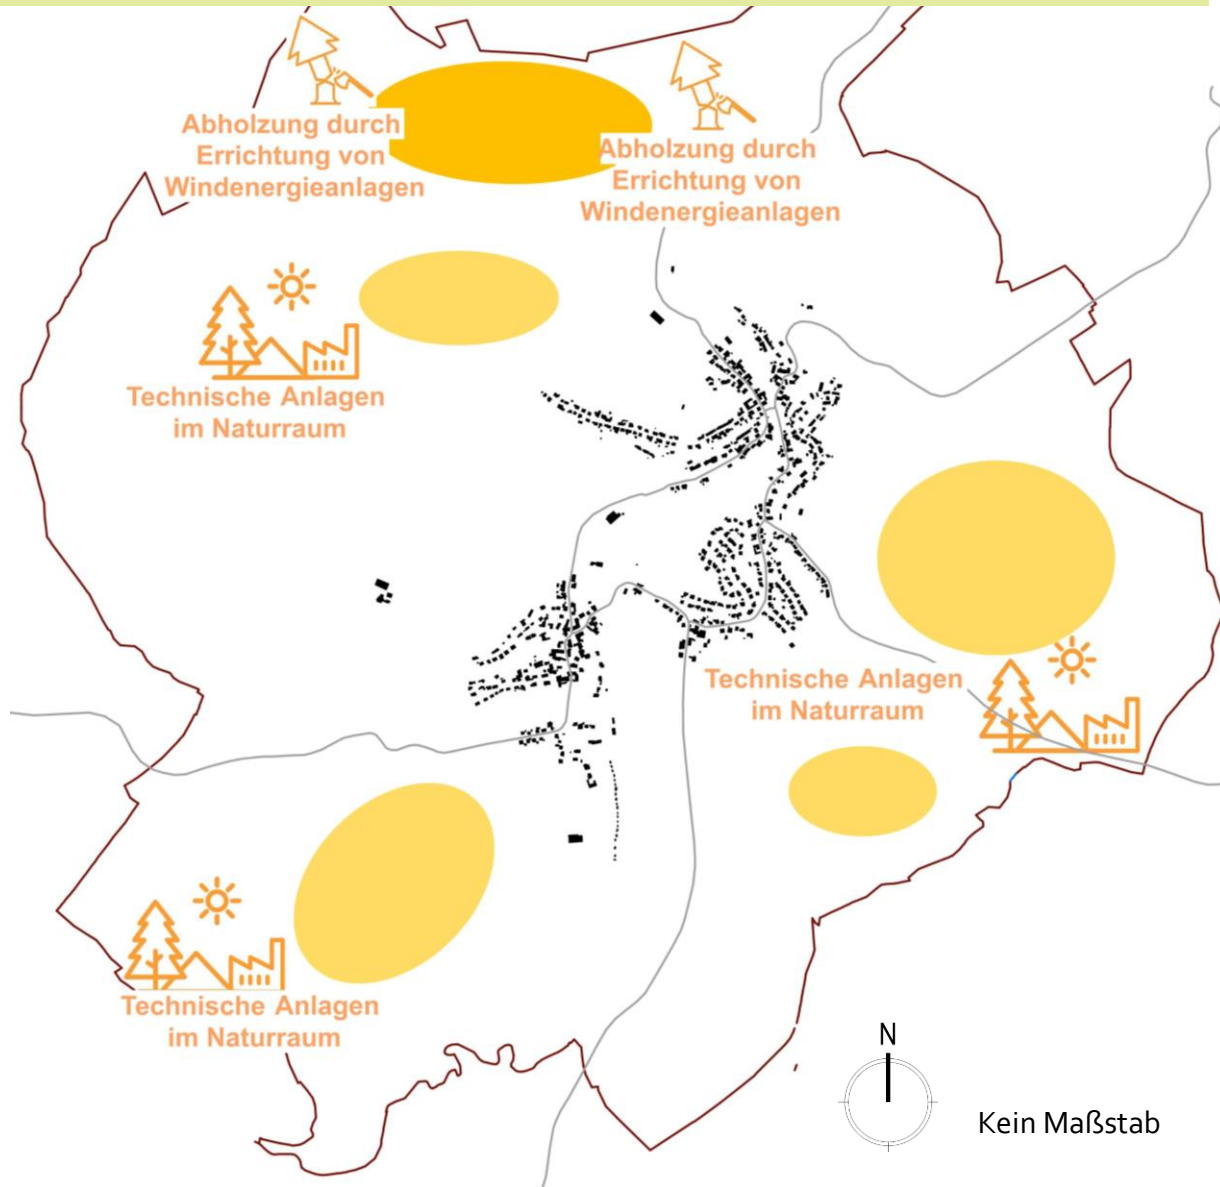 Abholzung durch
Errichtung von
Windenergieanlagen
Abholzung durch
Errichtung von
Windenergieanlagen
Technische Anlagen
im Naturraum
Technische Anlagen
im Naturraum
Technische Anlagen
im Naturraum
N
Kein Maßstab